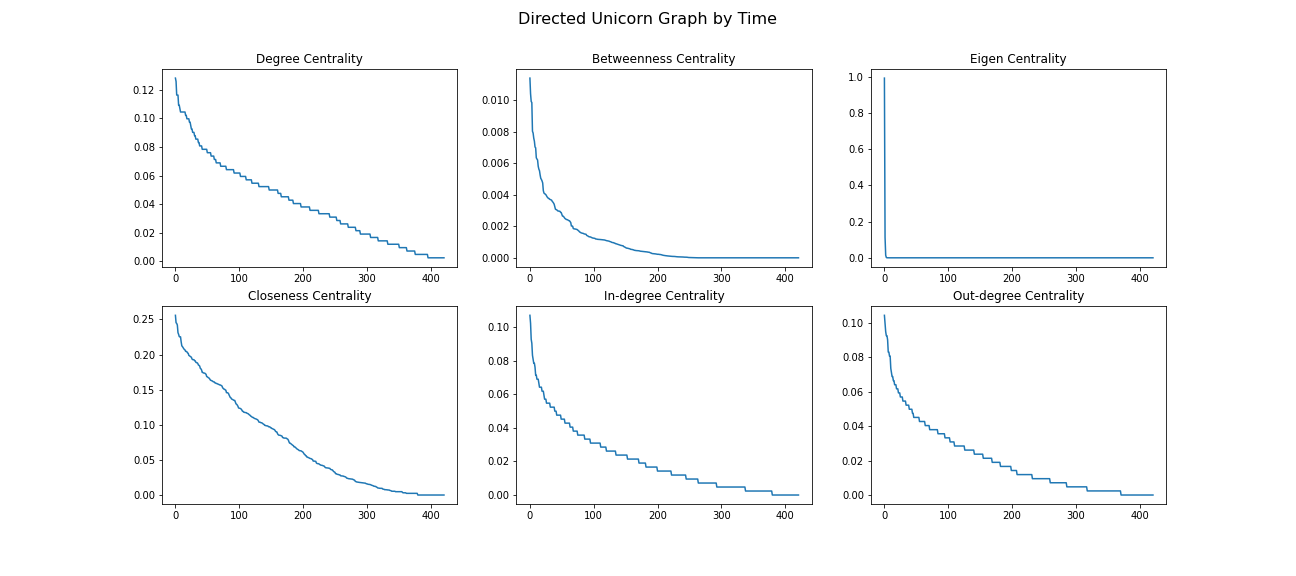 Directed Unicorn Graph by Time
Degree Centrality
Betweenness Centrality
Eigen Centrality
0.12
0.10
0.08
0.06
0.04
0.02
0.00
0 100 200 300 400
0.010
0.008
0.006
0.004
0.002
0.000
0 100 200 300 400
1.0
0.8
0.6
0.4
0.2
0.0
0 100 200 300 400
Closeness Centrality
In-degree Centrality
Out-degree Centrality
0.25
0.20
0.15
0.10
0.05
0.00
0 100 200 300 400
0.10
0.08
0.06
0.04
0.02
0.00
0 100 200 300 400
0.10
0.08
0.06
0.04
0.02
0.00
0 100 200 300 400